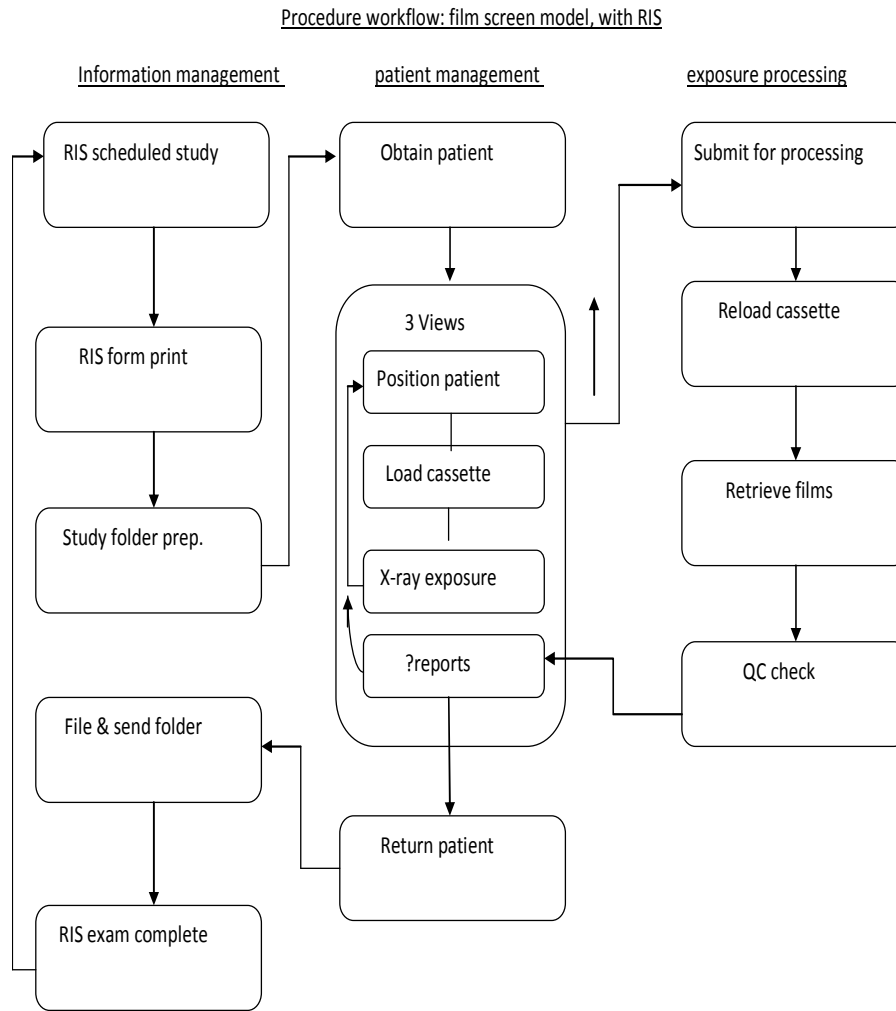 Procedure workflow: film screen model, with RIS
Information management
patient management
exposure processing
RIS scheduled study
RIS form print
Study folder prep.
File & send folder
RIS exam complete
Obtain patient
3 Views
Position patient
Load cassette
X-ray exposure
?reports
Return patient
Submit for processing
Reload cassette
Retrieve films
QC check